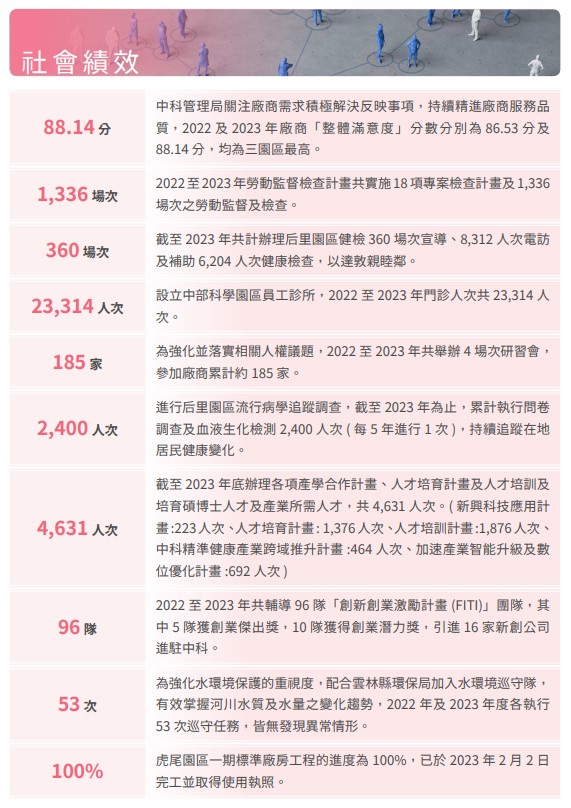 社會績效
88.14 分
中科管理局關注廠商需求積極解決反映事項，持續精進廠商服務品
質，2022 及 2023 年廠商「整體滿意度」分數分別為 86.53 分及
88.14 分，均為三園區最高。
1,336 場次
2022 至 2023 年勞動監督檢查計畫共實施 18 項專案檢查計畫及 1,336
場次之勞動監督及檢查。
360 場次
截至 2023 年共計辦理后里園區健檢 360 場次宣導、8,312 人次電訪
及補助 6,204 人次健康檢查，以達敦親睦鄰。
23,314 人次
設立中部科學園區員工診所，2022 至 2023 年門診人次共 23,314 人
次。
185 家
為強化並落實相關人權議題，2022 至 2023 年共舉辦 4 場次研習會，
參加廠商累計約 185 家。
2,400 人次
進行后里園區流行病學追蹤調查，截至 2023 年為止，累計執行問卷
調查及血液生化檢測 2,400 人次 ( 每 5 年進行 1 次 )，持續追蹤在地
居民健康變化。
4,631 人次
截至 2023 年底辦理各項產學合作計畫、人才培育計畫及人才培訓及
培育碩博士人才及產業所需人才，共 4,631 人次。( 新興科技應用計
畫 :223 人次、人才培育計畫 : 1,376 人次、人才培訓計畫 :1,876 人次、
中科精準健康產業跨域推升計畫 :464 人次、加速產業智能升級及數
位優化計畫 :692 人次 )
96 隊
2022 至 2023 年共輔導 96 隊「創新創業激勵計畫 (FITI)」團隊，其
中 5 隊獲創業傑出獎，10 隊獲得創業潛力獎，引進 16 家新創公司
進駐中科。
53 次
為強化水環境保護的重視度，配合雲林縣環保局加入水環境巡守隊，
有效掌握河川水質及水量之變化趨勢，2022 年及 2023 年度各執行
53 次巡守任務，皆無發現異常情形。
100%
虎尾園區一期標準廠房工程的進度為 100%，已於 2023 年 2 月 2 日
完工並取得使用執照。